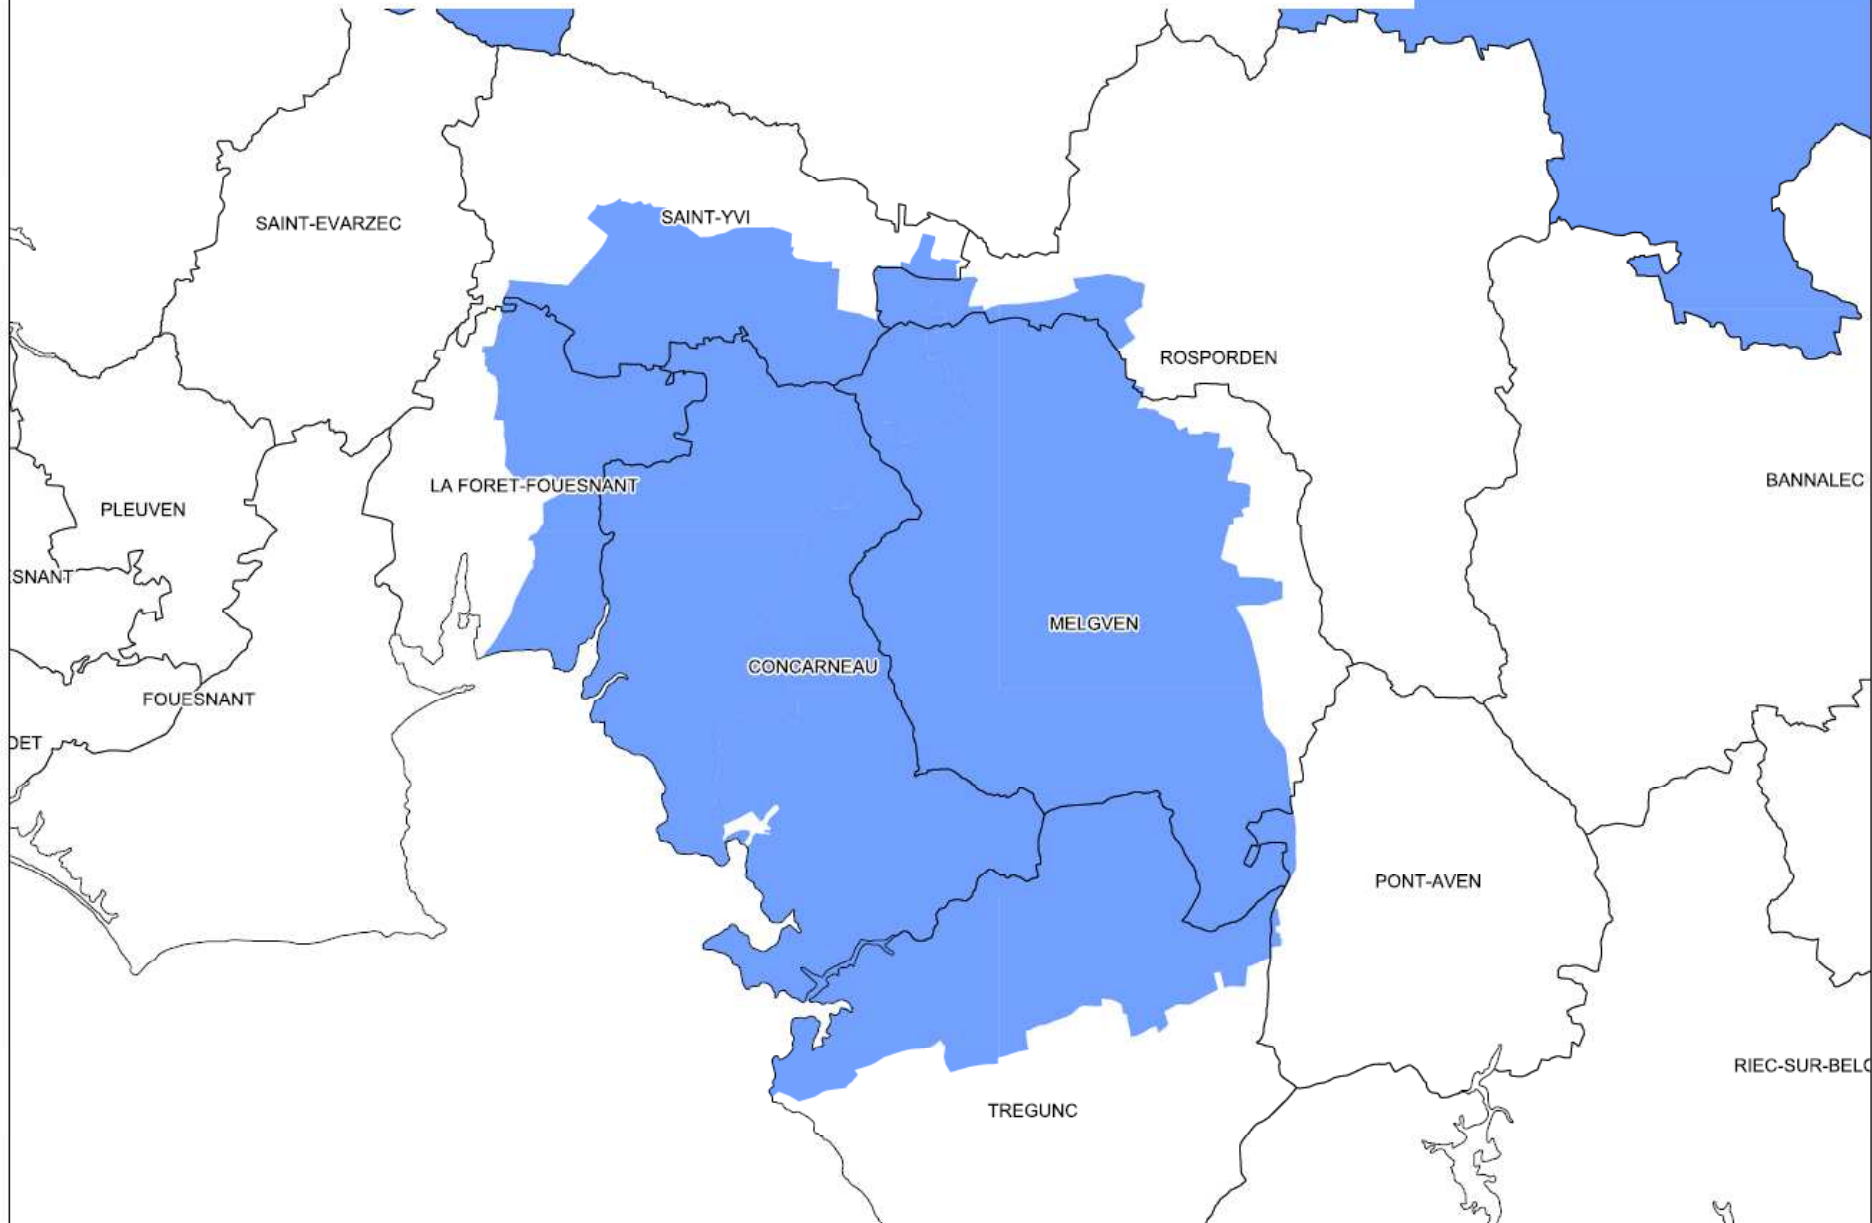 SAINT-YVI
SAINT-EVARZEC
ROSPORDEN
BANNALEC
LA FORET-FOUESNANT
PLEUVEN
SNANT
MELGVEN
CONCARNEAU
FOUESNANT
DET
PONT-AVEN
RIEC-SUR-BELO
TREGUNC